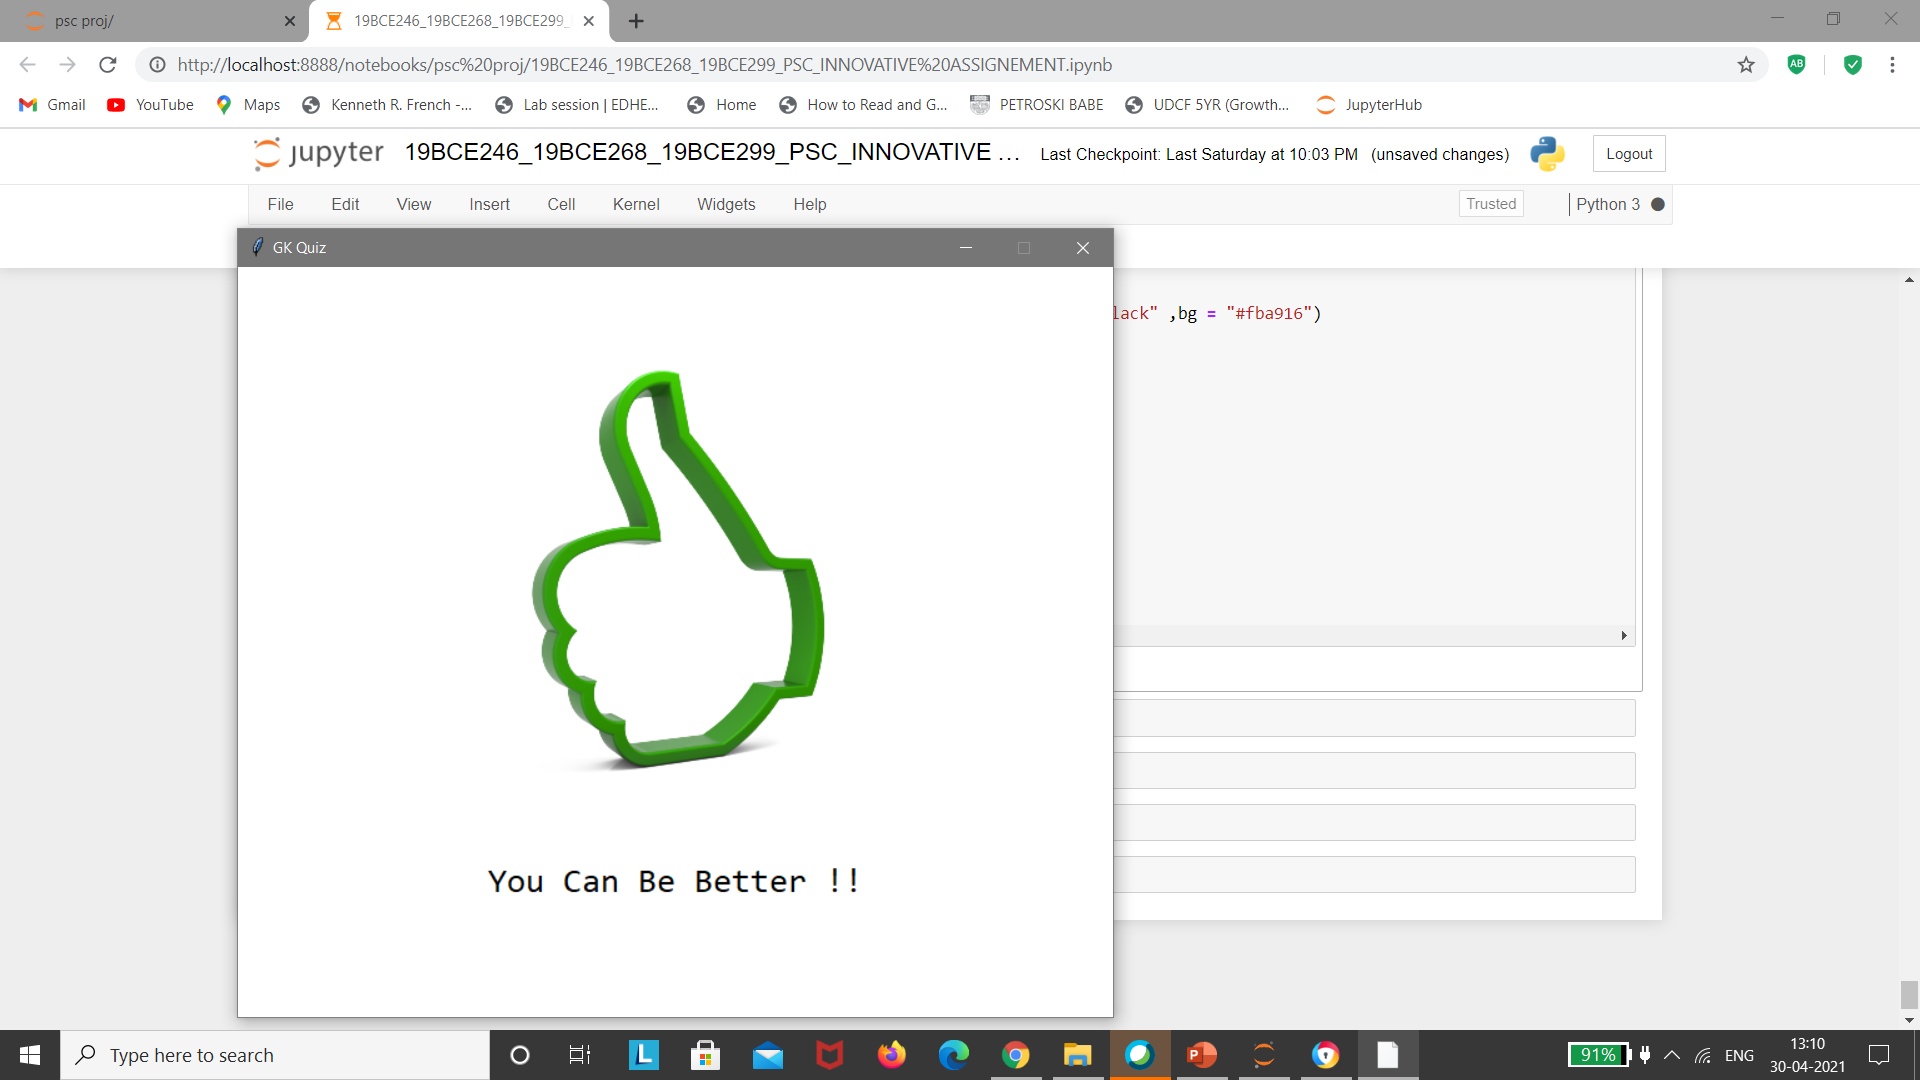 psc proj/
19BCE246_19BCE268_19BCE299_
http://localhost:8888/notebooks/psc%20proj/19BCE246_19BCE268_19BCE299_PSC_INNOVATIVE%20ASSIGNEMENT.ipynb
AB
Gmail YouTube Maps Kenneth R. French -... Lab session | EDHE... Home How to Read and G... PETROSKI BABE UDCF 5YR (Growth... JupyterHub
jupyter 19BCE246_19BCE268_19BCE299_PSC_INNOVATIVE ... Last Checkpoint: Last Saturday at 10:03 PM (unsaved changes) Logout
File Edit View Insert Cell Kernel Widgets Help Trusted Python 3
GK Quiz
lack" ,bg = "#fba916")
You Can Be Better !!
Type here to search
L
P
91%
ENG
13:10
30-04-2021